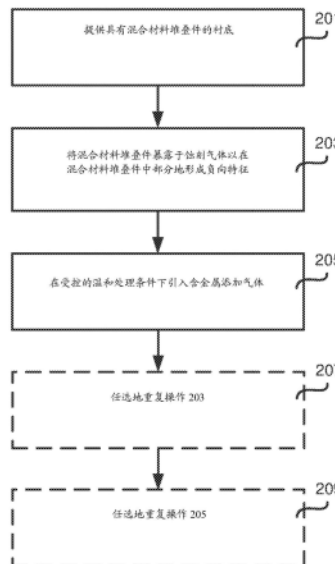 提供具有混合材料堆叠件的衬底
201
将混合材料堆叠件暴露于蚀刻气体以在
混合材料堆叠件中部分地形成负向特征
203
在受控的温和处理条件下引入含金属添加气体
205
任选地重复操作 203
207
任选地重复操作 205